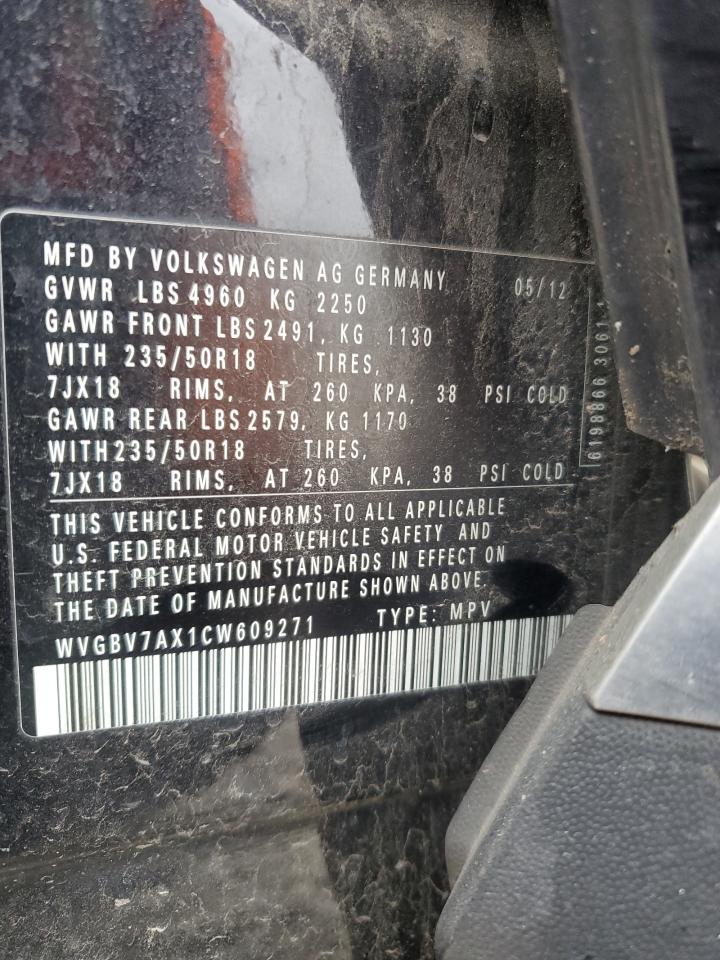 MFD BY VOLKSWAGEN AG GERMANY 05/12
GVWR LBS 4960 KG 2250
GAWR FRONT LBS 2491, KG 1130
WITH 235/50R18 TIRES,
7JX18 RIMS, AT 260 KPA, 38 PSI COLD
GAWR REAR LBS 2579, KG 1170
WITH 235/50R18 TIRES,
7JX18 RIMS, AT 260 KPA, 38 PSI COLD
THIS VEHICLE CONFORMS TO ALL APPLICABLE
U.S. FEDERAL MOTOR VEHICLE SAFETY AND
THEFT PREVENTION STANDARDS IN EFFECT ON
THE DATE OF MANUFACTURE SHOWN ABOVE.
WVGBV7AX1CW609271 TYPE: MPV
6198866 3061